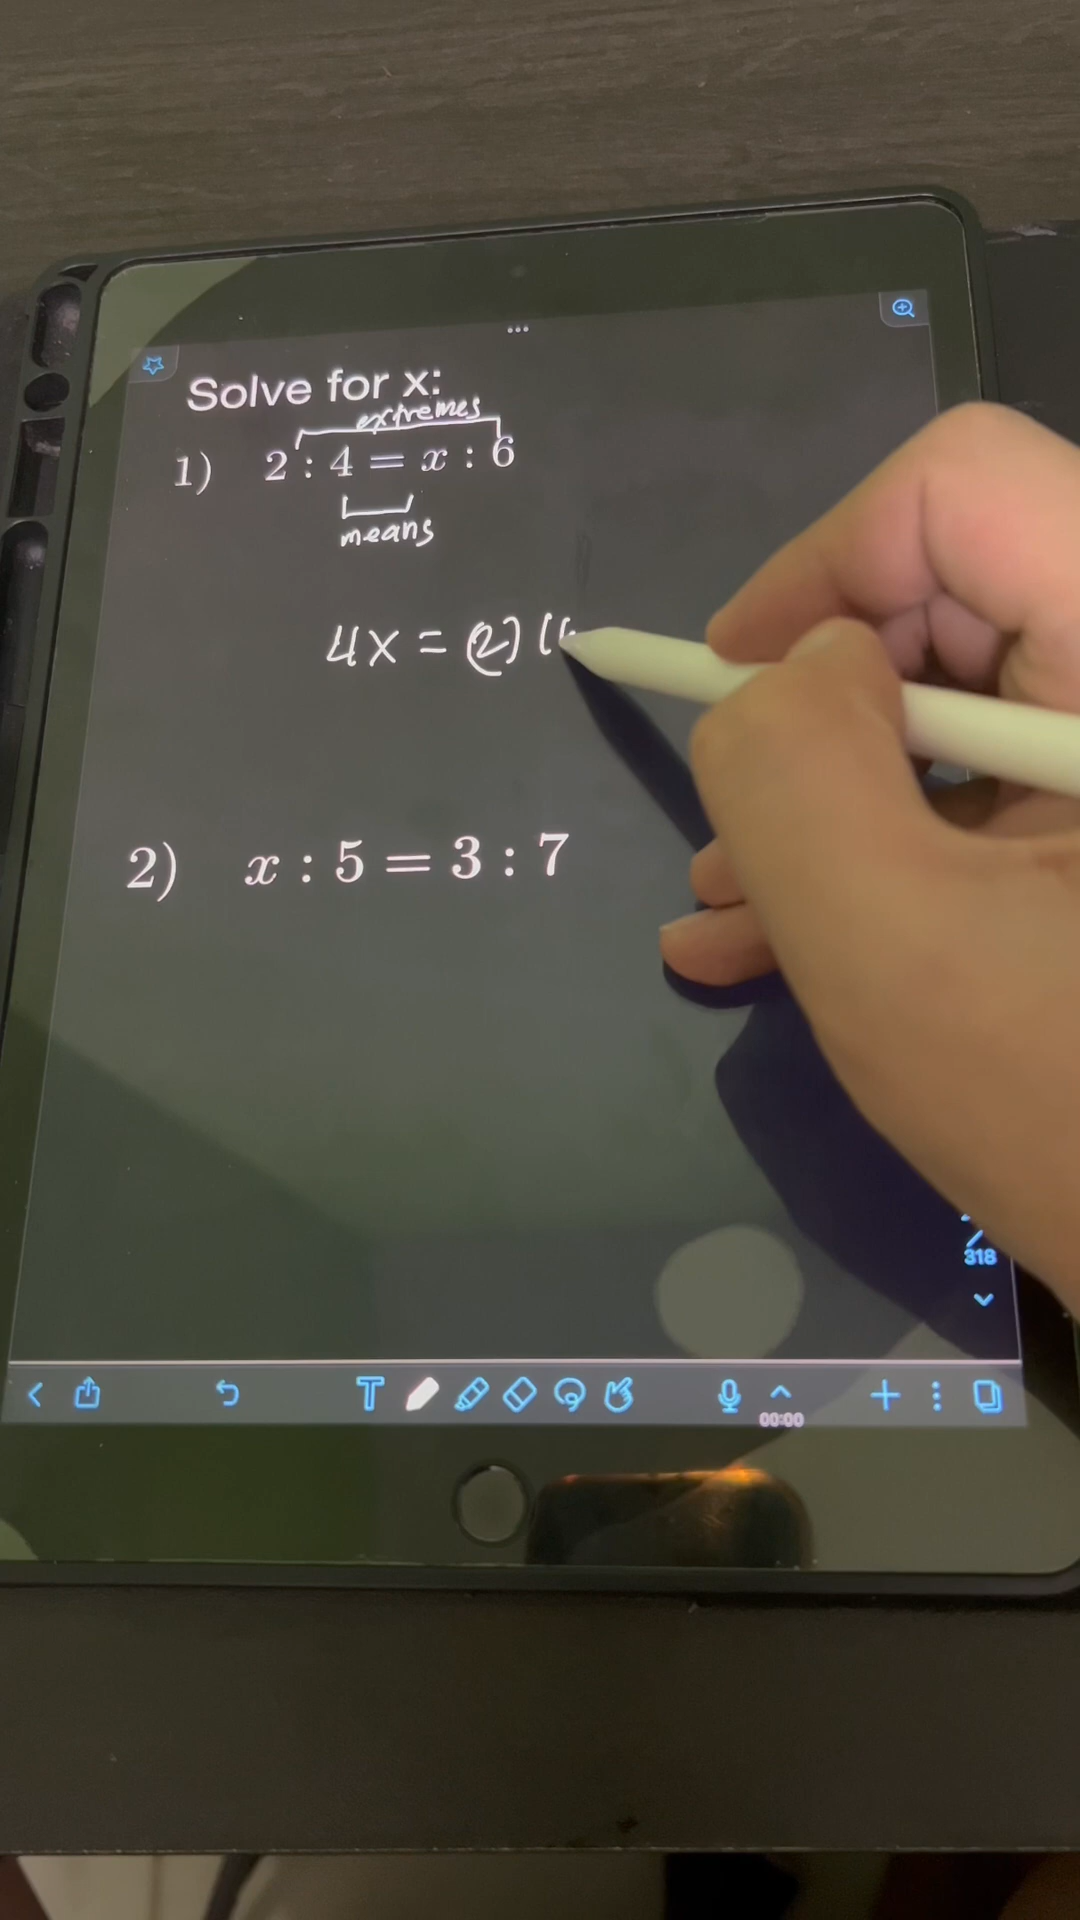 Solve for x:
extremes
1) 2 : 4 = x : 6
means
4x = (2)(
2) x : 5 = 3 : 7
318
T
00:00